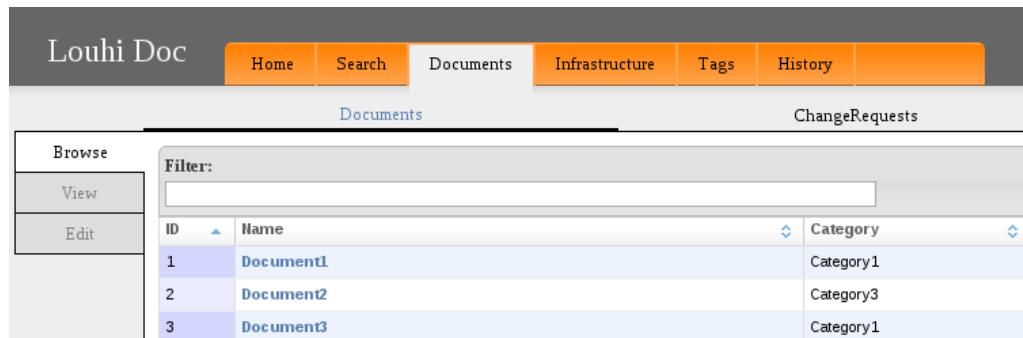 Louhi Doc
Home Search Documents Infrastructure Tags History
Documents ChangeRequests
Browse
View
Edit
Filter:
ID Name Category
1 Document1 Category1
2 Document2 Category3
3 Document3 Category1